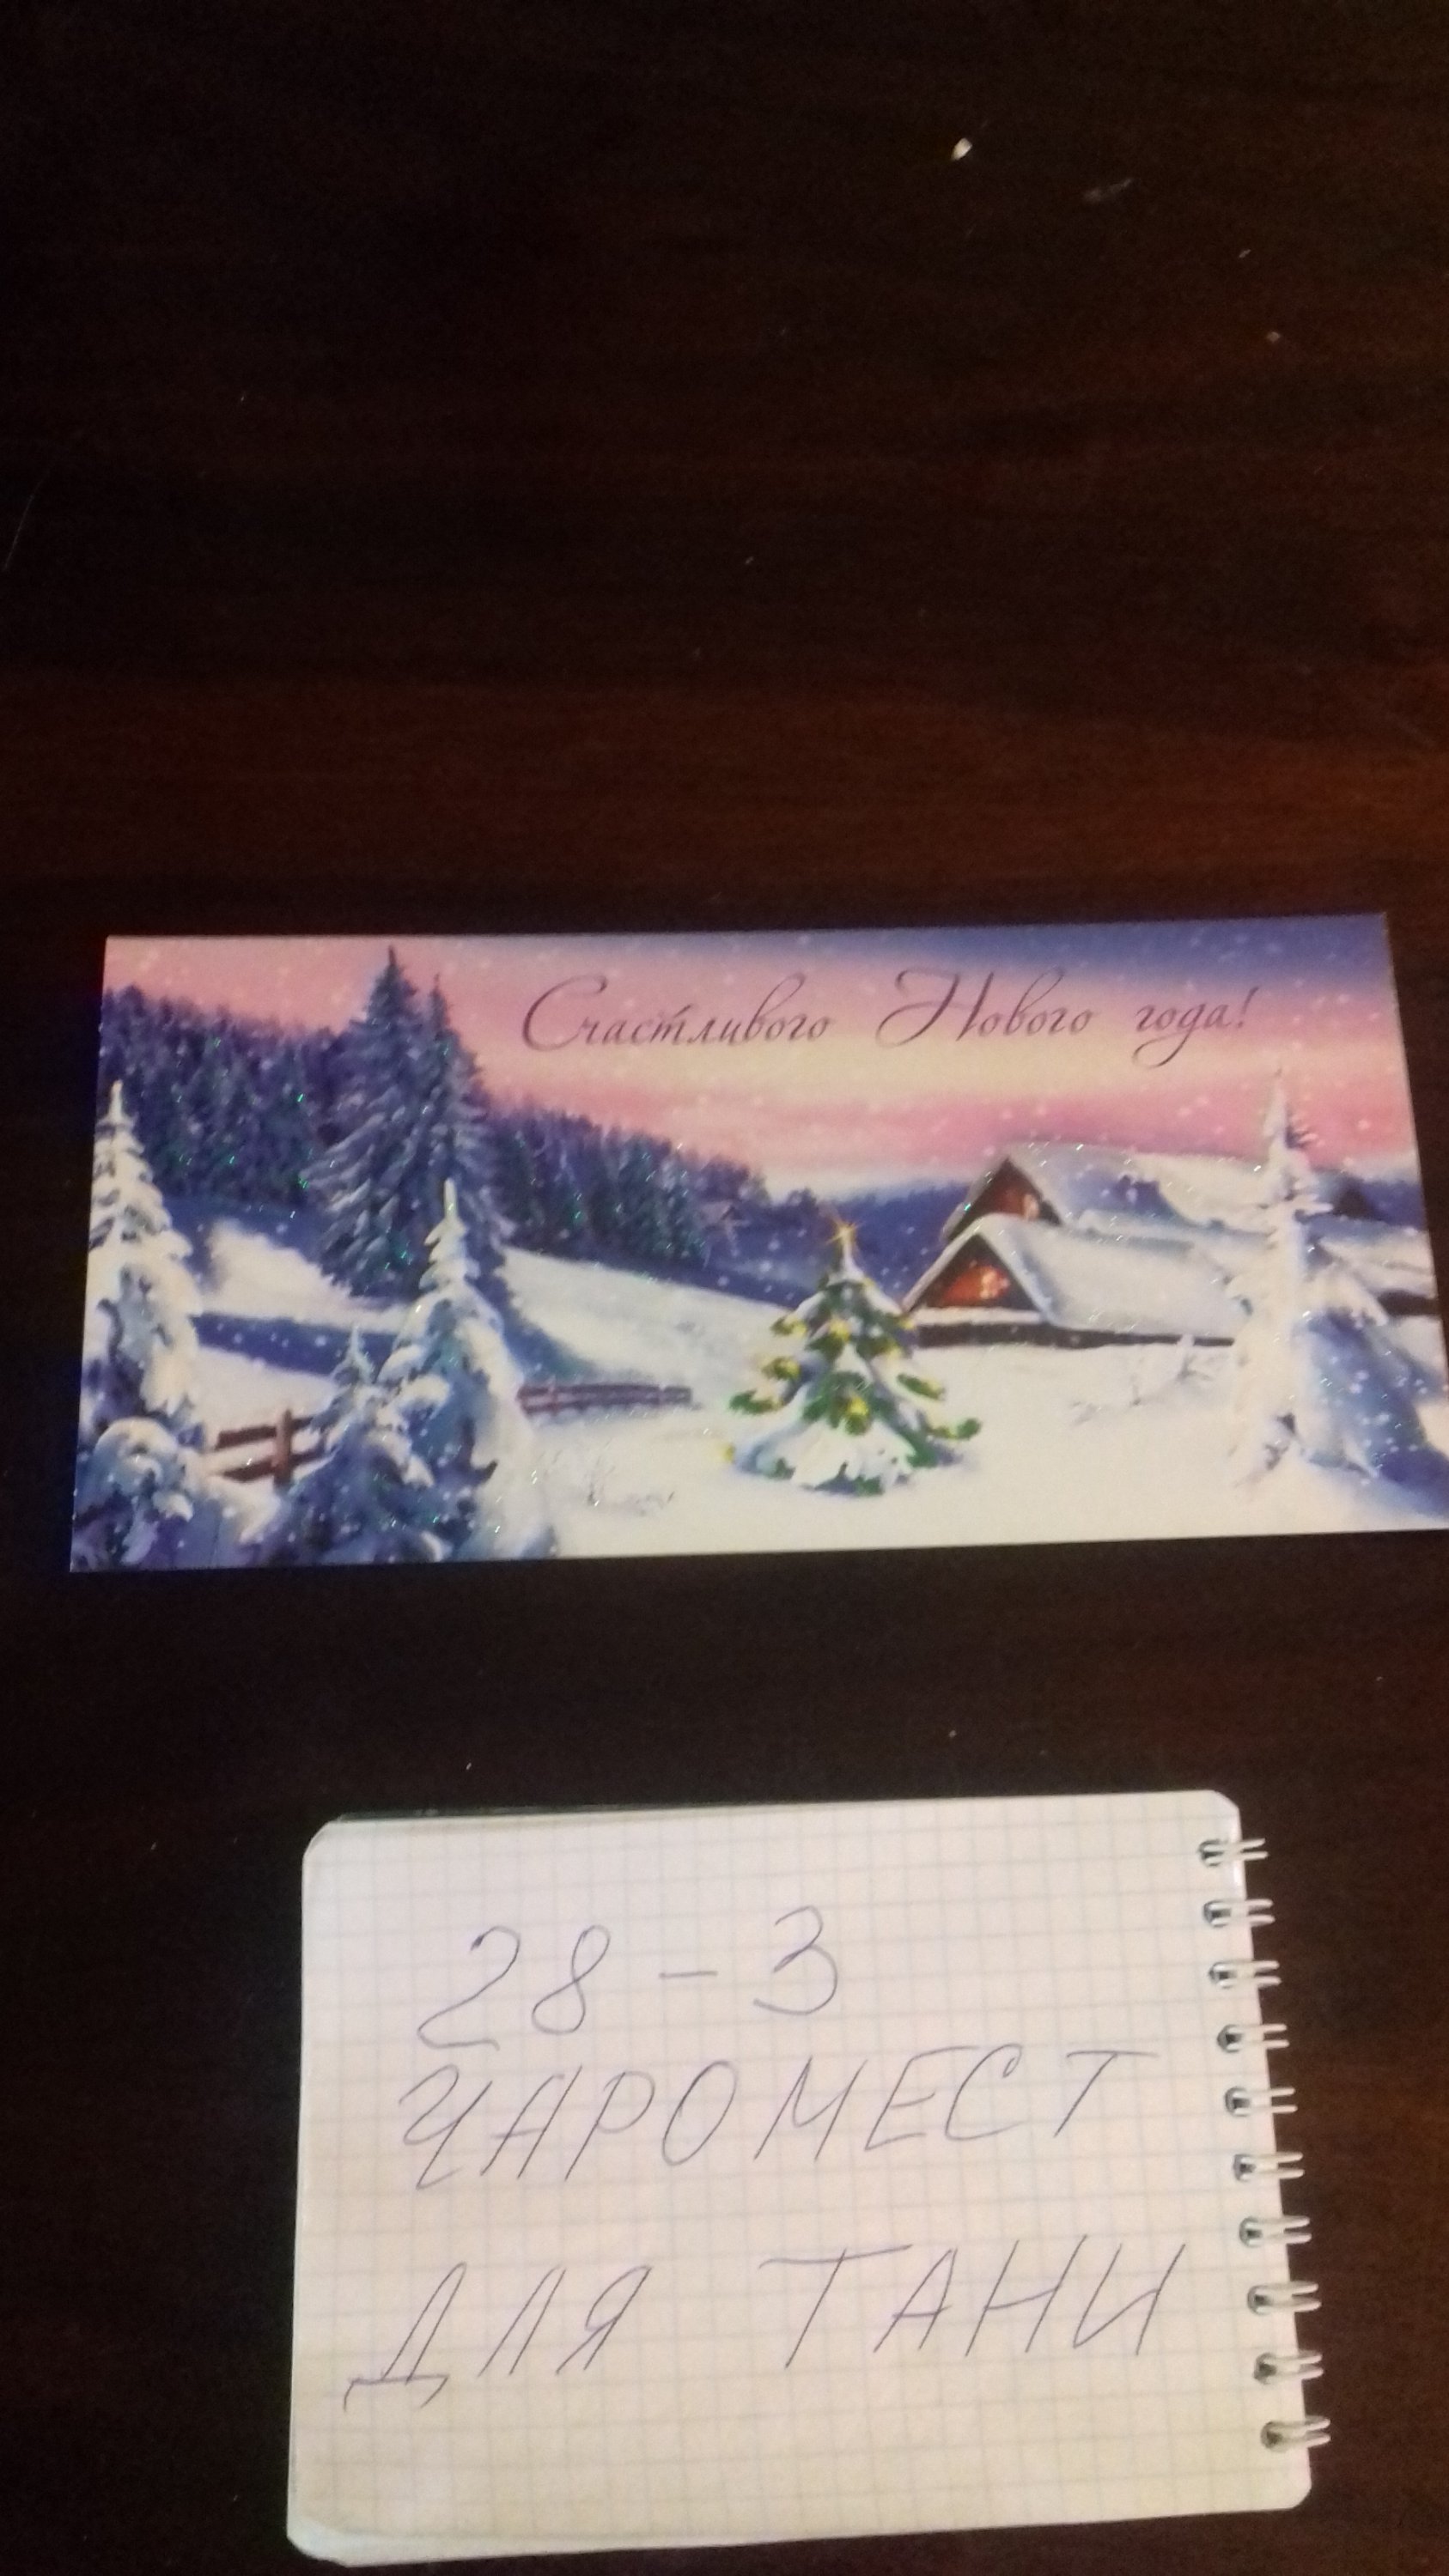 Счастливого Нового года!
28-3
ЧАРОМЕСТ
ДЛЯ ТАНИ